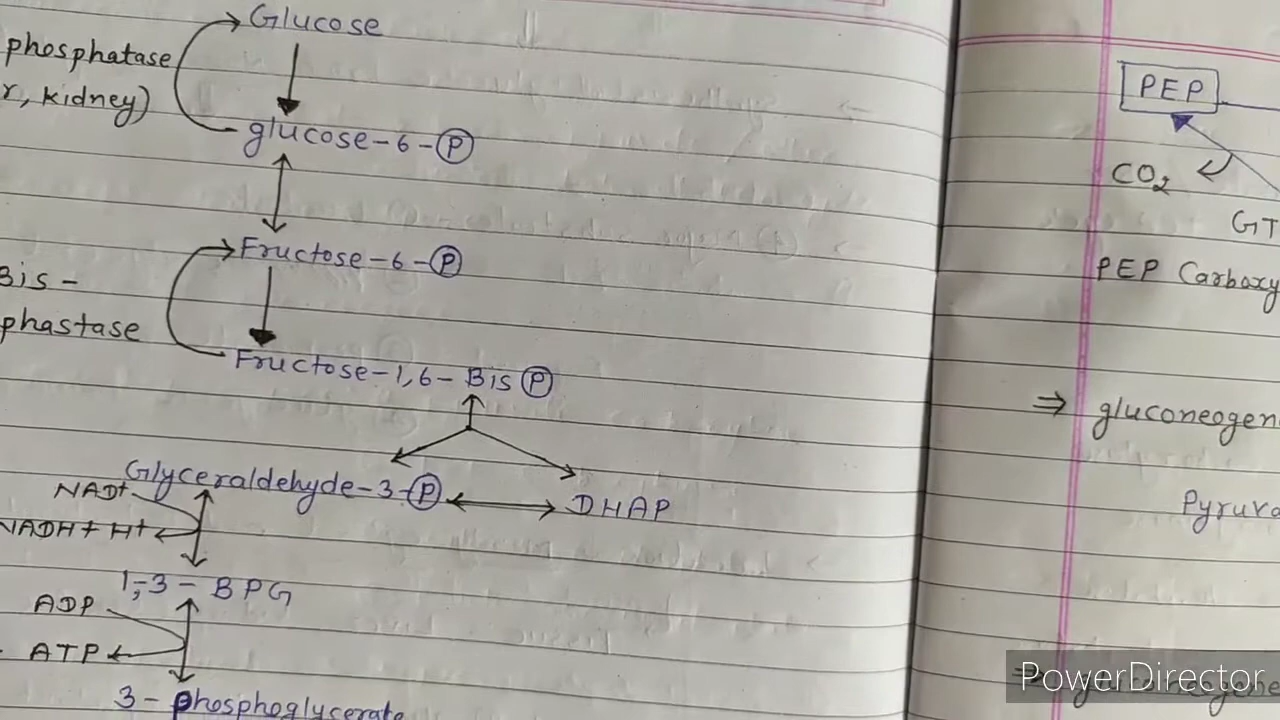 Glucose
phosphatase
r, kidney)
glucose-6-P
Fructose-6-P
Bis-
phastase
Fructose-1,6-Bis P
Glyceraldehyde-3-P
DHAP
NAD+
NADH + H+
1,3-BPG
ADP
ATP
3-phosphoglycerate
PEP
CO2
GT
PEP Carboxy
⇒ gluconeogen
Pyruva
PowerDirector